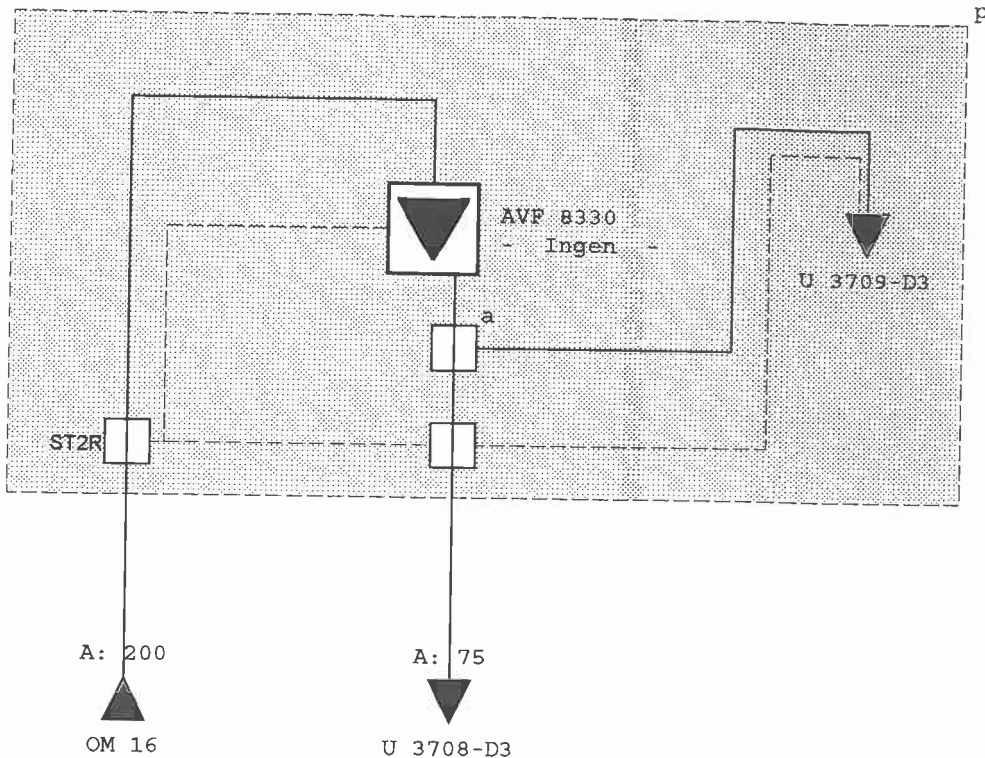 p
AVF 8330
- Ingen -
U 3709-D3
a
ST2R
A: 200
A: 75
OM 16
U 3708-D3